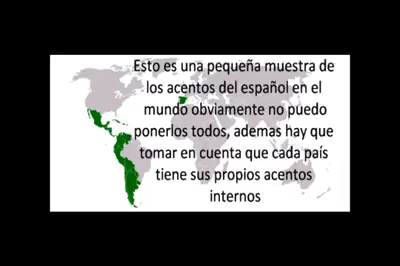 Esto es una pequeña muestra de
los acentos del español en el
mundo obviamente no puedo
ponerlos todos, ademas hay que
tomar en cuenta que cada país
tiene sus propios acentos
internos